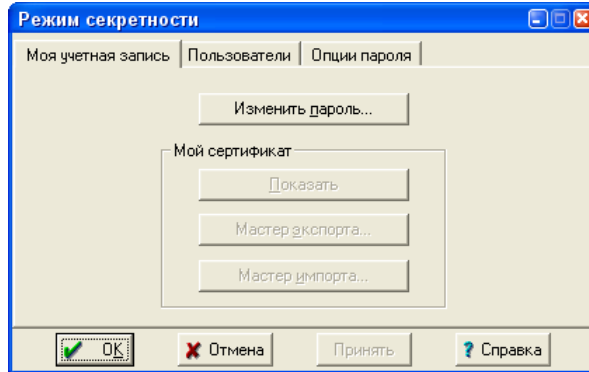 Режим секретности
Моя учетная запись Пользователи Опции пароля
Изменить пароль...
Мой сертификат
Показать
Мастер экспорта...
Мастер импорта...
OK Отмена Принять ? Справка